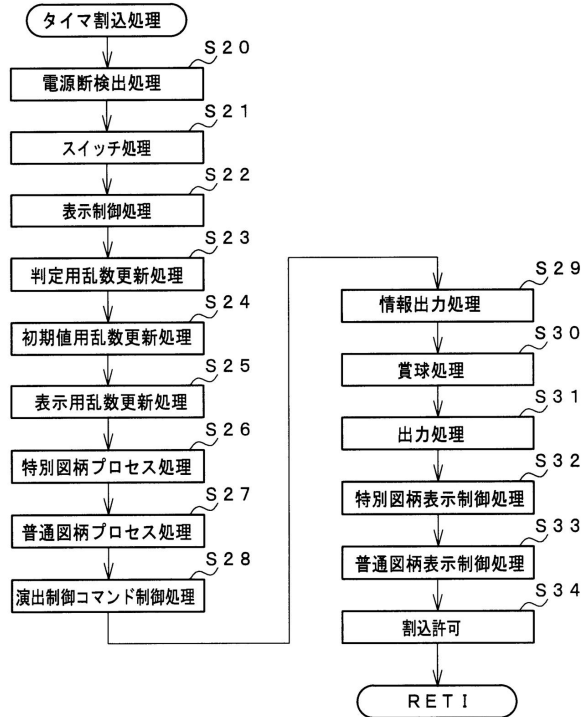 タイマ割込処理
S20
電源断検出処理
S21
スイッチ処理
S22
表示制御処理
S23
判定用乱数更新処理
S24
初期値用乱数更新処理
S25
表示用乱数更新処理
S26
特別図柄プロセス処理
S27
普通図柄プロセス処理
S28
演出制御コマンド制御処理
S29
情報出力処理
S30
賞球処理
S31
出力処理
S32
特別図柄表示制御処理
S33
普通図柄表示制御処理
S34
割込許可
RETI